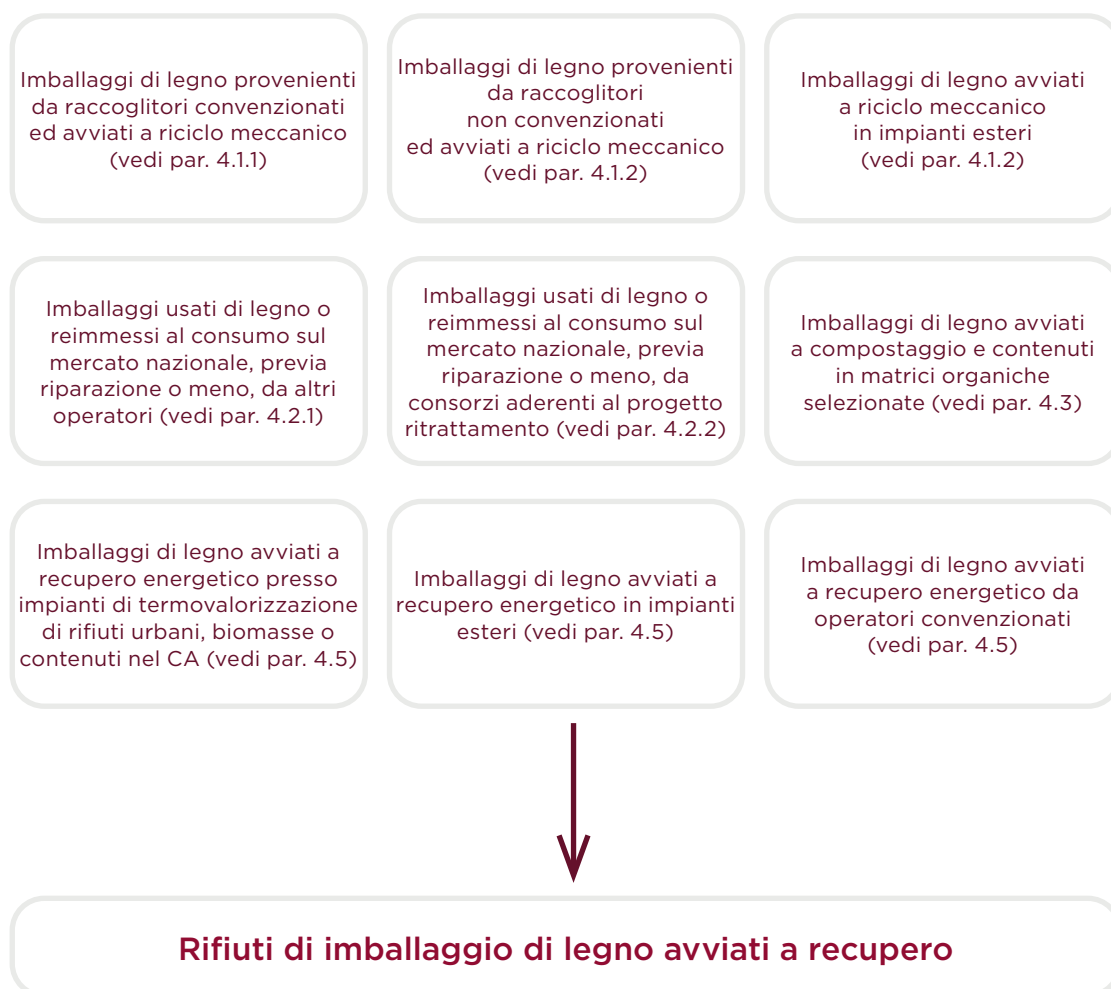 Imballaggi di legno provenienti
da raccoglitori convenzionati
ed avviati a riciclo meccanico
(vedi par. 4.1.1)
Imballaggi di legno provenienti
da raccoglitori
non convenzionati
ed avviati a riciclo meccanico
(vedi par. 4.1.2)
Imballaggi di legno avviati
a riciclo meccanico
in impianti esteri
(vedi par. 4.1.2)
Imballaggi usati di legno o
reimmessi al consumo sul
mercato nazionale, previa
riparazione o meno, da altri
operatori (vedi par. 4.2.1)
Imballaggi usati di legno o
reimmessi al consumo sul
mercato nazionale, previa
riparazione o meno, da
consorzi aderenti al progetto
ritrattamento (vedi par. 4.2.2)
Imballaggi di legno avviati
a compostaggio e contenuti
in matrici organiche
selezionate (vedi par. 4.3)
Imballaggi di legno avviati a
recupero energetico presso
impianti di termovalorizzazione
di rifiuti urbani, biomasse o
contenuti nel CA (vedi par. 4.5)
Imballaggi di legno avviati a
recupero energetico in impianti
esteri (vedi par. 4.5)
Imballaggi di legno avviati
a recupero energetico da
operatori convenzionati
(vedi par. 4.5)
Rifiuti di imballaggio di legno avviati a recupero